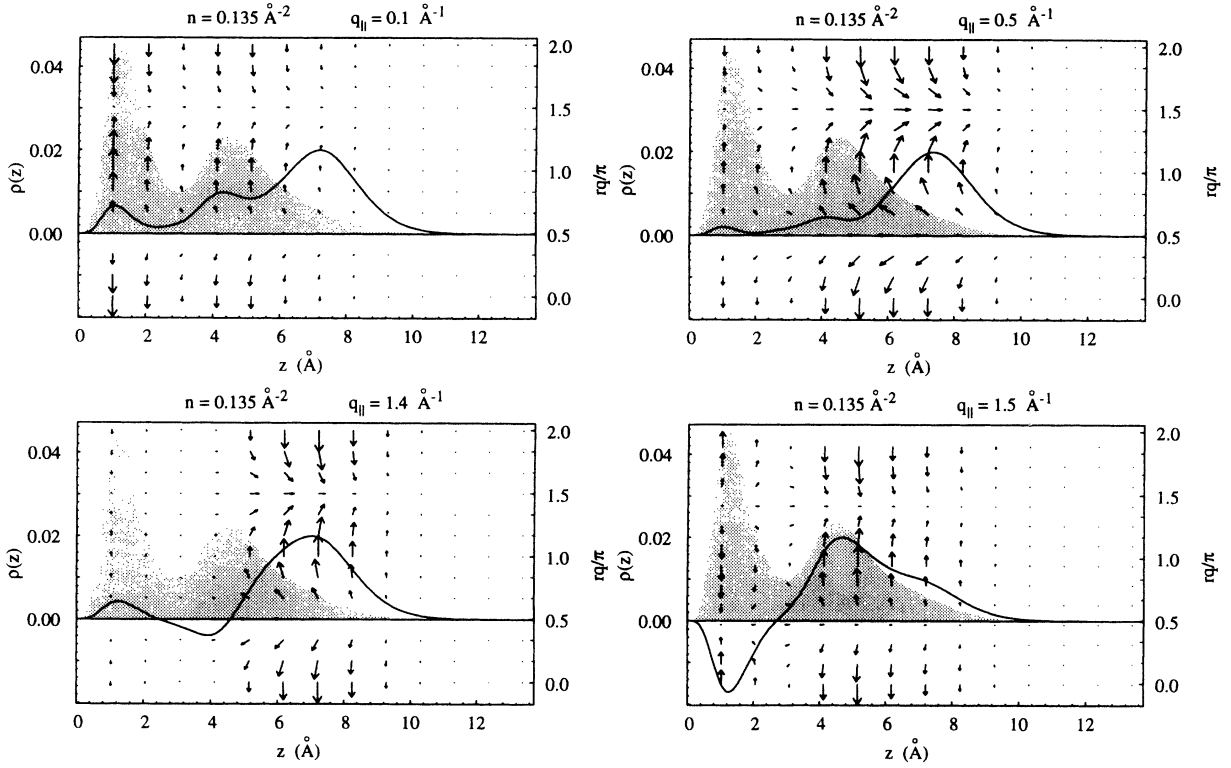 n = 0.135 Å⁻² q|| = 0.1 Å⁻¹
0.04
0.02
0.00
ρ(z)
2.0
1.5
1.0
0.5
0.0
rq/π
0 2 4 6 8 10 12
z (Å)
n = 0.135 Å⁻² q|| = 0.5 Å⁻¹
0.04
0.02
0.00
ρ(z)
2.0
1.5
1.0
0.5
0.0
rq/π
0 2 4 6 8 10 12
z (Å)
n = 0.135 Å⁻² q|| = 1.4 Å⁻¹
0.04
0.02
0.00
ρ(z)
2.0
1.5
1.0
0.5
0.0
rq/π
0 2 4 6 8 10 12
z (Å)
n = 0.135 Å⁻² q|| = 1.5 Å⁻¹
0.04
0.02
0.00
ρ(z)
2.0
1.5
1.0
0.5
0.0
rq/π
0 2 4 6 8 10 12
z (Å)